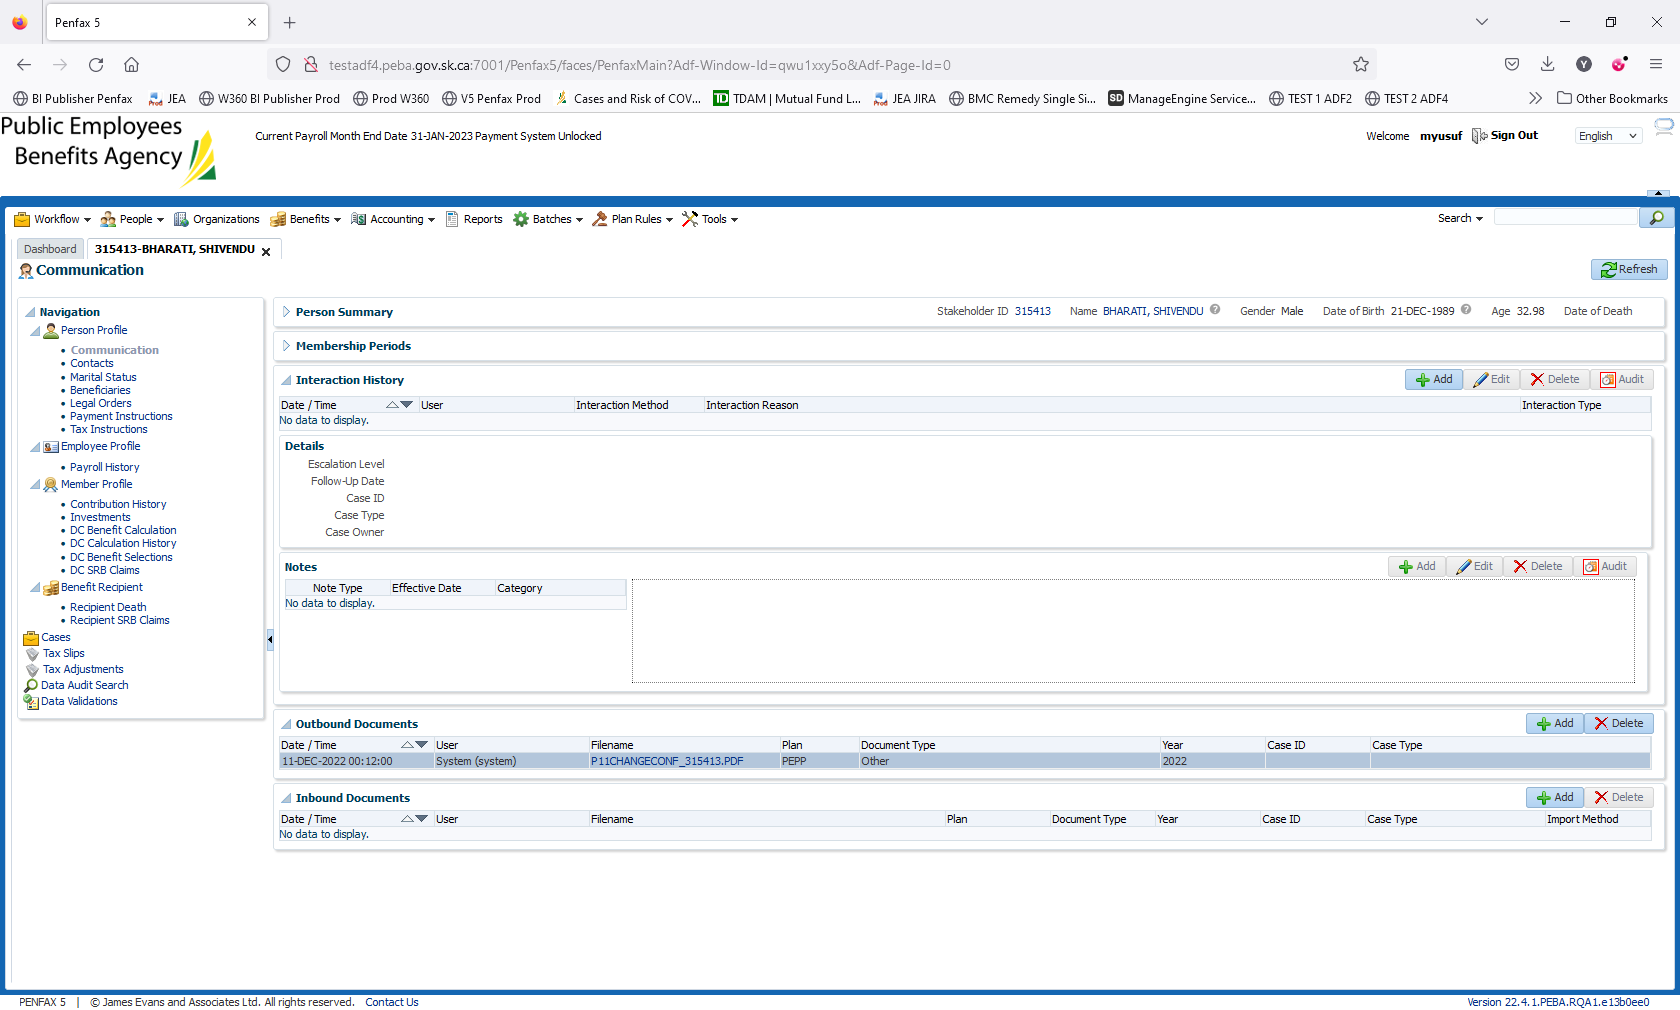 Penfax 5
testadf4.peba.gov.sk.ca:7001/Penfax5/faces/PenfaxMain?Adf-Window-Id=qwu1xxy5o&Adf-Page-Id=0
BI Publisher Penfax JEA W360 BI Publisher Prod Prod W360 V5 Penfax Prod Cases and Risk of COV... TD TDAM | Mutual Fund L... JEA JIRA BMC Remedy Single Si... SD ManageEngine Service... TEST 1 ADF2 TEST 2 ADF4 Other Bookmarks
Public Employees
Benefits Agency
Current Payroll Month End Date 31-JAN-2023 Payment System Unlocked
Welcome myusuf Sign Out English
Workflow People Organizations Benefits Accounting Reports Batches Plan Rules Tools Search
Dashboard 315413-BHARATI, SHIVENDU
Communication Refresh
Navigation
Person Profile
Communication
Contacts
Marital Status
Beneficiaries
Legal Orders
Payment Instructions
Tax Instructions
Employee Profile
Payroll History
Member Profile
Contribution History
Investments
DC Benefit Calculation
DC Calculation History
DC Benefit Selections
DC SRB Claims
Benefit Recipient
Recipient Death
Recipient SRB Claims
Cases
Tax Slips
Tax Adjustments
Data Audit Search
Data Validations
Person Summary Stakeholder ID 315413 Name BHARATI, SHIVENDU Gender Male Date of Birth 21-DEC-1989 Age 32.98 Date of Death
Membership Periods
Interaction History Add Edit Delete Audit
Date / Time User Interaction Method Interaction Reason Interaction Type
No data to display.
Details
Escalation Level
Follow-Up Date
Case ID
Case Type
Case Owner
Notes Add Edit Delete Audit
Note Type Effective Date Category
No data to display.
Outbound Documents Add Delete
Date / Time User Filename Plan Document Type Year Case ID Case Type
11-DEC-2022 00:12:00 System (system) P11CHANGECONF_315413.PDF PEPP Other 2022
Inbound Documents Add Delete
Date / Time User Filename Plan Document Type Year Case ID Case Type Import Method
No data to display.
PENFAX 5 | © James Evans and Associates Ltd. All rights reserved. Contact Us
Version 22.4.1.PEBA.RQA1.e13b0ee0